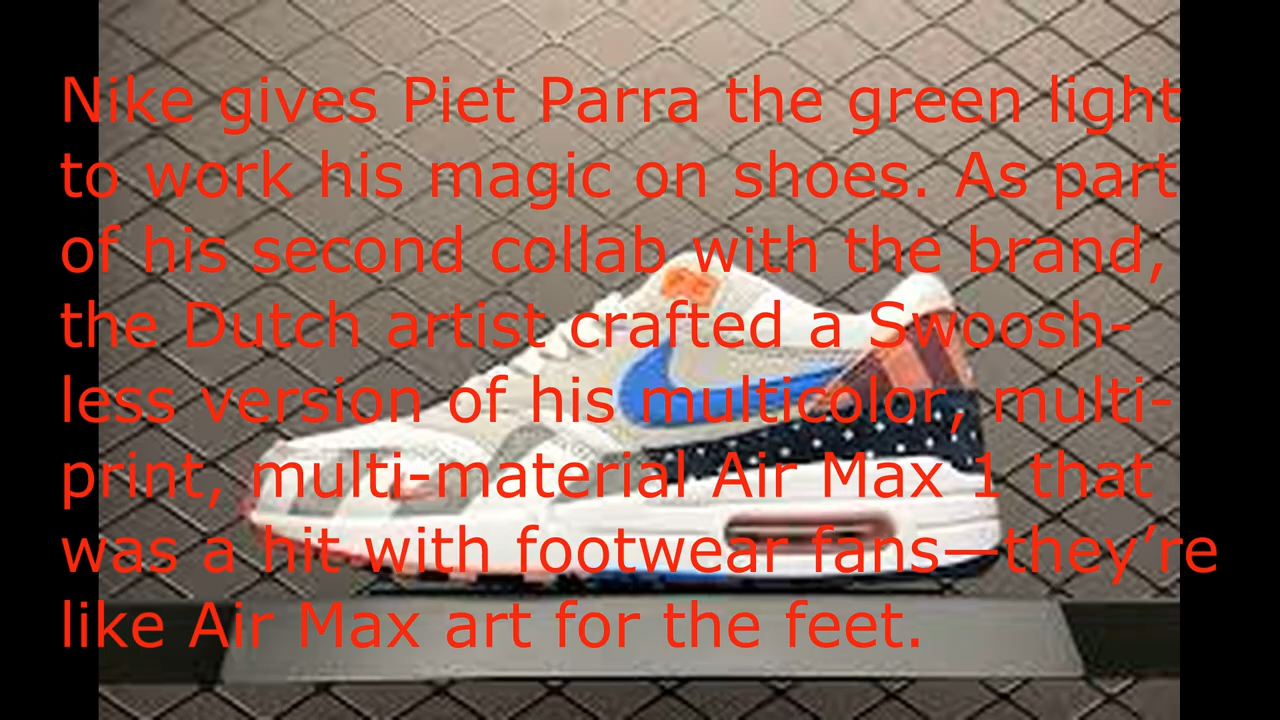 Nike gives Piet Parra the green light
to work his magic on shoes. As part
of his second collab with the brand,
the Dutch artist crafted a Swoosh-
less version of his multicolor, multi-
print, multi-material Air Max 1 that
was a hit with footwear fans—they’re
like Air Max art for the feet.